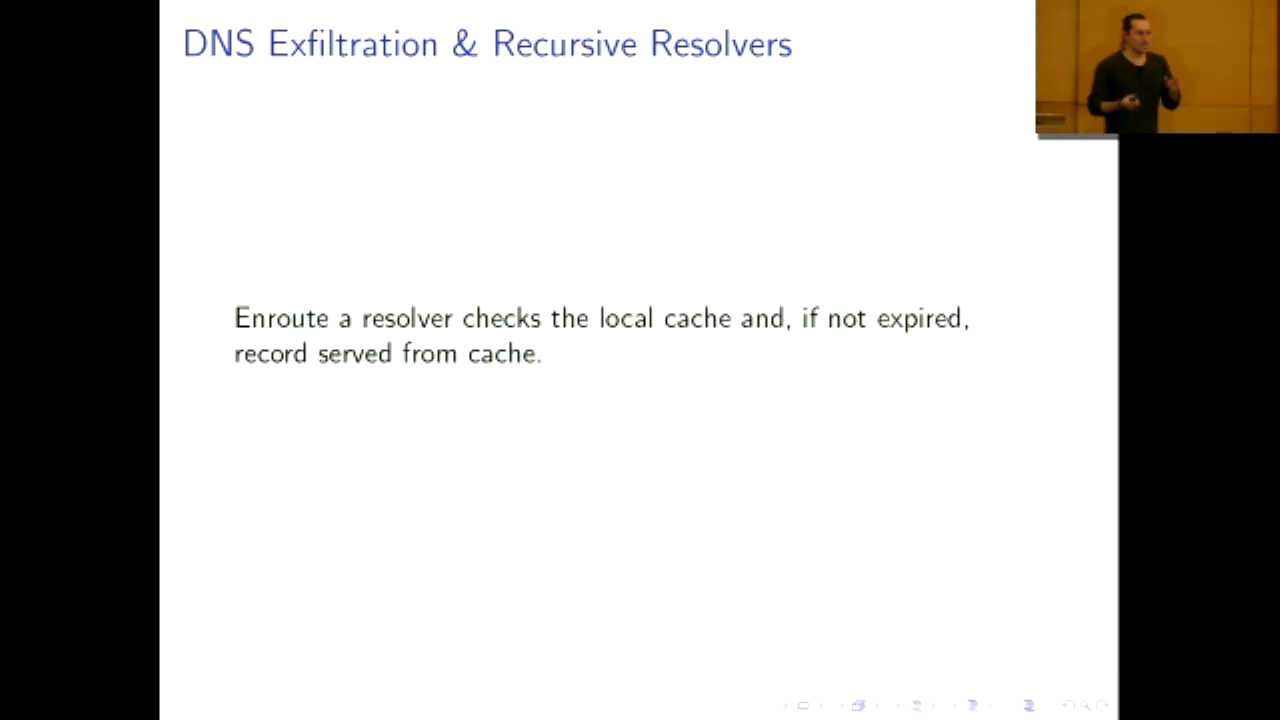 DNS Exfiltration & Recursive Resolvers
Enroute a resolver checks the local cache and, if not expired,
record served from cache.